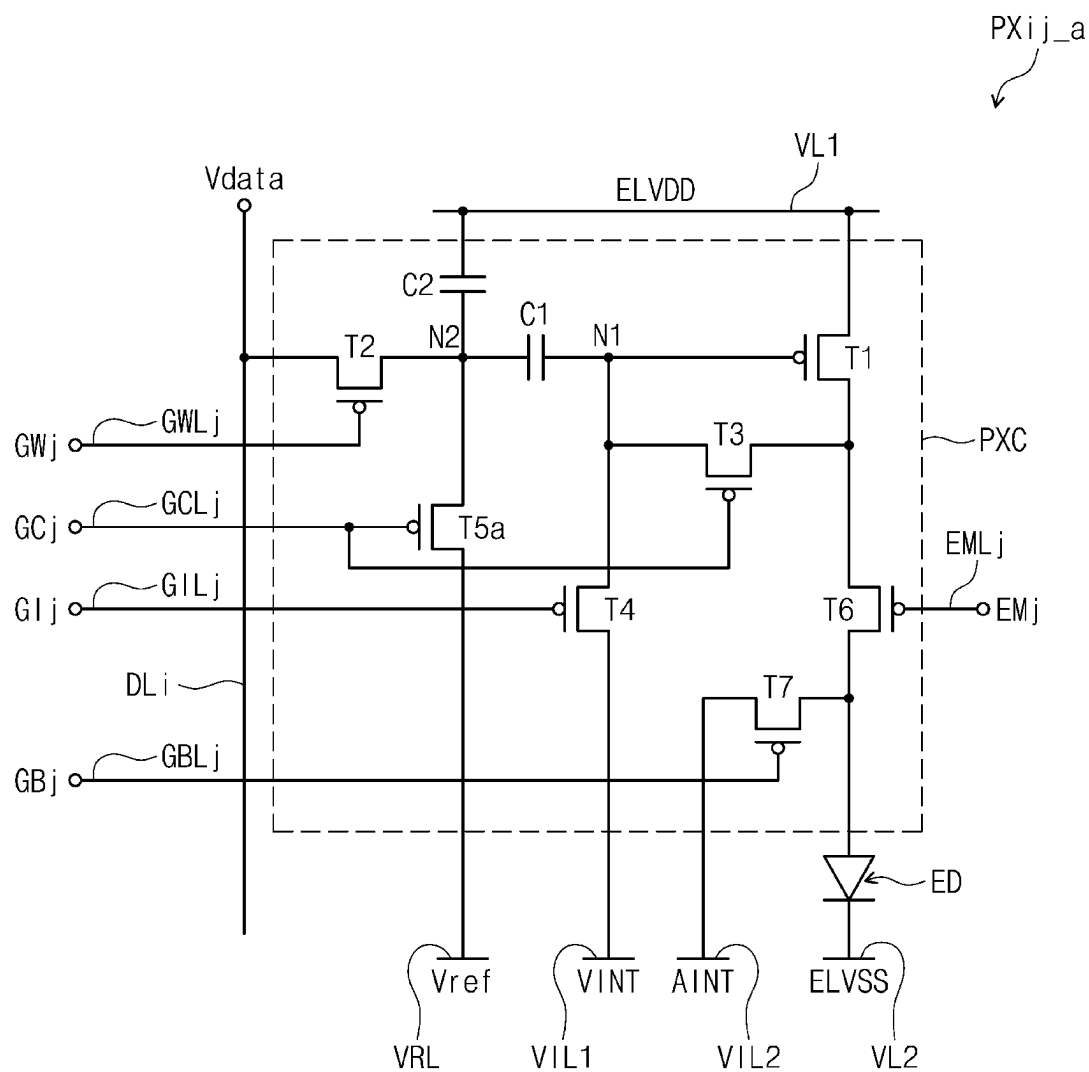 PXij_a
VL1
Vdata
ELVDD
C2
C1
T2
N2
N1
T1
GWLj
T3
GWj
PXC
GCLj
GCj
T5a
EMLj
GILj
GIj
T4
T6
EMj
DLi
T7
GBLj
GBj
ED
Vref
VINT
AINT
ELVSS
VRL
VIL1
VIL2
VL2